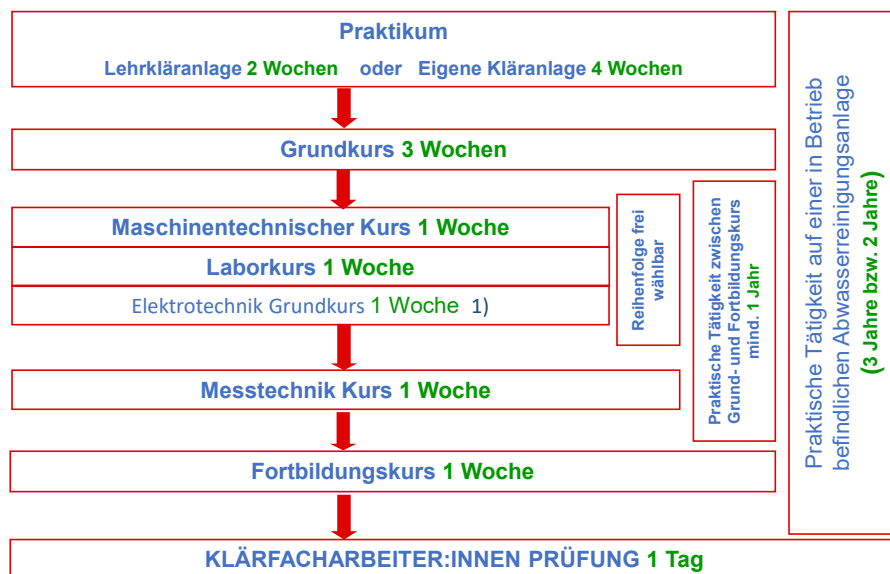 Praktikum
Lehrkläranlage 2 Wochen oder Eigene Kläranlage 4 Wochen
Grundkurs 3 Wochen
Maschinentechnischer Kurs 1 Woche
Laborkurs 1 Woche
Elektrotechnik Grundkurs 1 Woche 1)
Reihenfolge frei
wählbar
Messtechnik Kurs 1 Woche
Praktische Tätigkeit zwischen
Grund- und Fortbildungskurs
mind. 1 Jahr
Fortbildungskurs 1 Woche
Praktische Tätigkeit auf einer in Betrieb
befindlichen Abwasserreinigungsanlage
(3 Jahre bzw. 2 Jahre)
KLÄRFACHARBEITER:INNEN PRÜFUNG 1 Tag